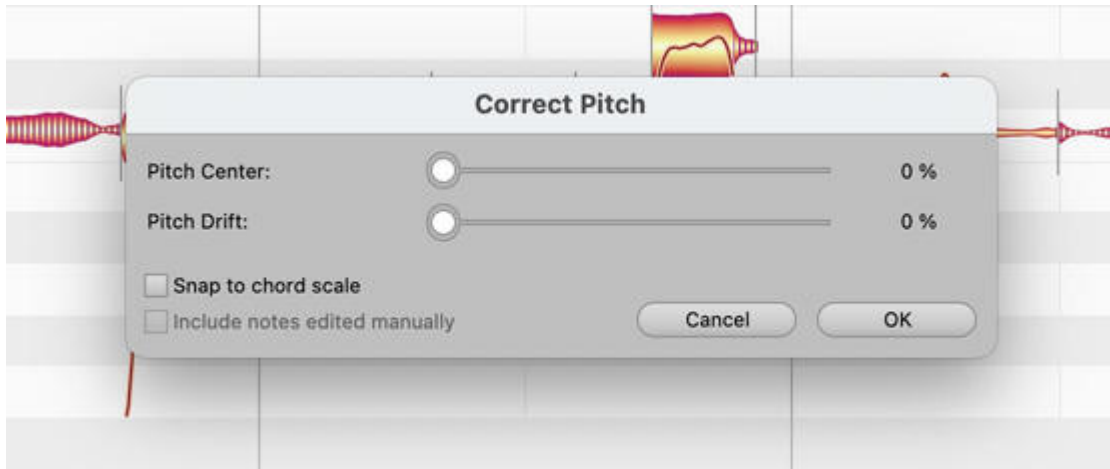 Correct Pitch
Pitch Center: 0 %
Pitch Drift: 0 %
Snap to chord scale
Include notes edited manually
Cancel OK